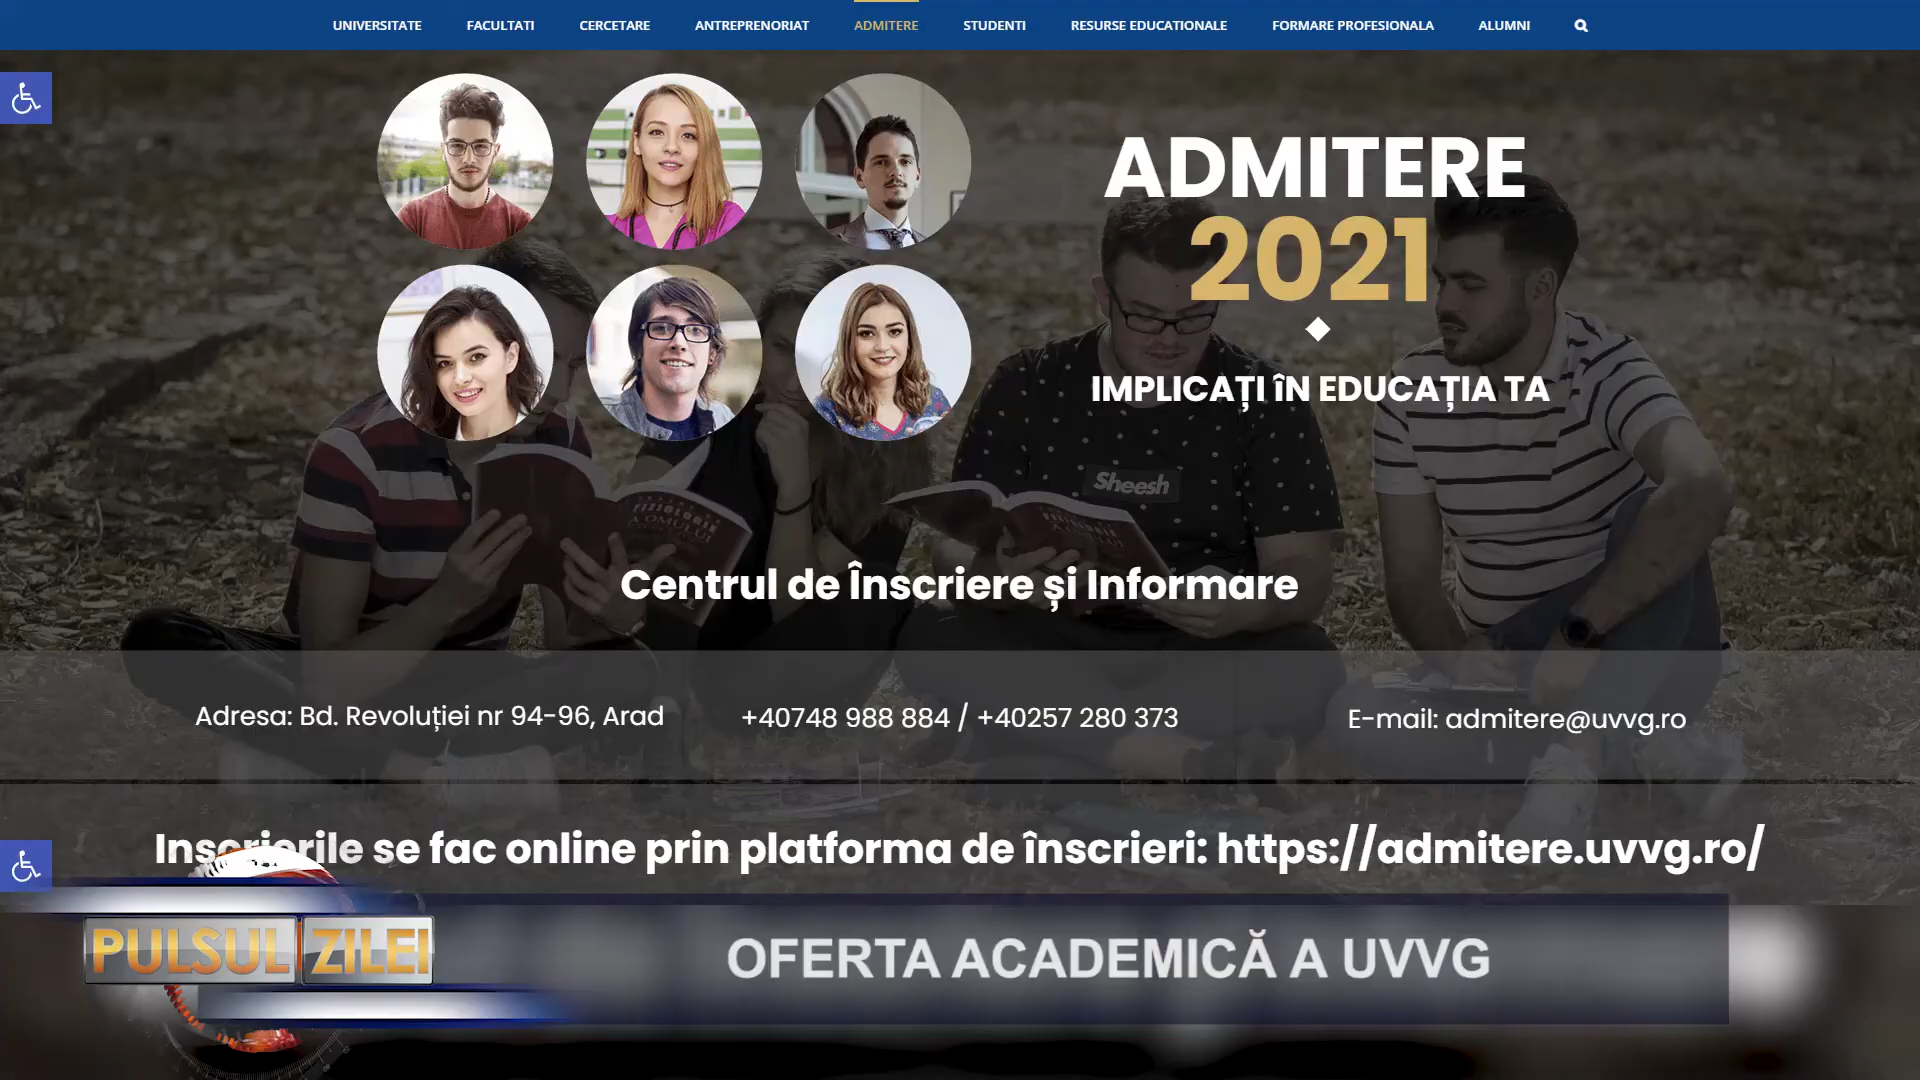 UNIVERSITATE FACULTATI CERCETARE ANTREPRENORIAT ADMITERE STUDENTI RESURSE EDUCATIONALE FORMARE PROFESIONALA ALUMNI
ADMITERE
2021
IMPLICAȚI ÎN EDUCAȚIA TA
Sheesh
FIZIOLOGIE
A OMULUI
Centrul de Înscriere și Informare
Adresa: Bd. Revoluției nr 94-96, Arad
+40748 988 884 / +40257 280 373
E-mail: admitere@uvvg.ro
Inscrierile se fac online prin platforma de înscrieri: https://admitere.uvvg.ro/
PULSUL ZILEI
OFERTA ACADEMICĂ A UVVG